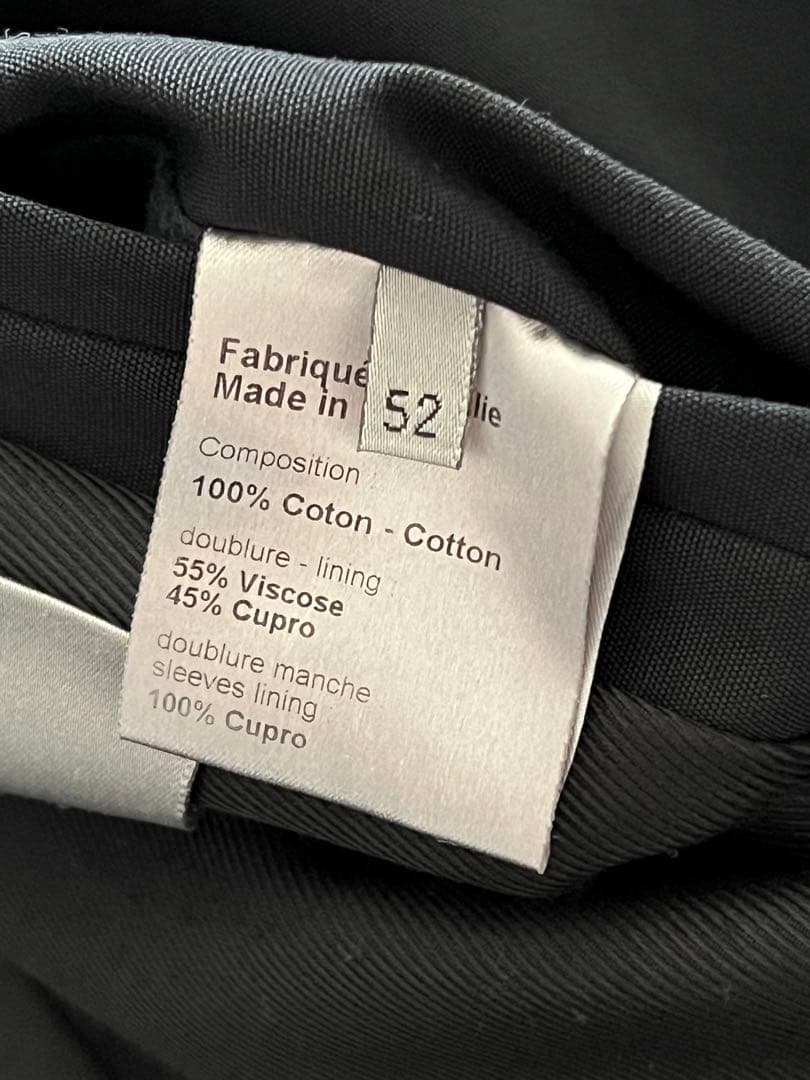 Fabriqué lie
Made in
52
Composition :
100% Coton - Cotton
doublure - lining :
55% Viscose
45% Cupro
doublure manche
sleeves lining :
100% Cupro